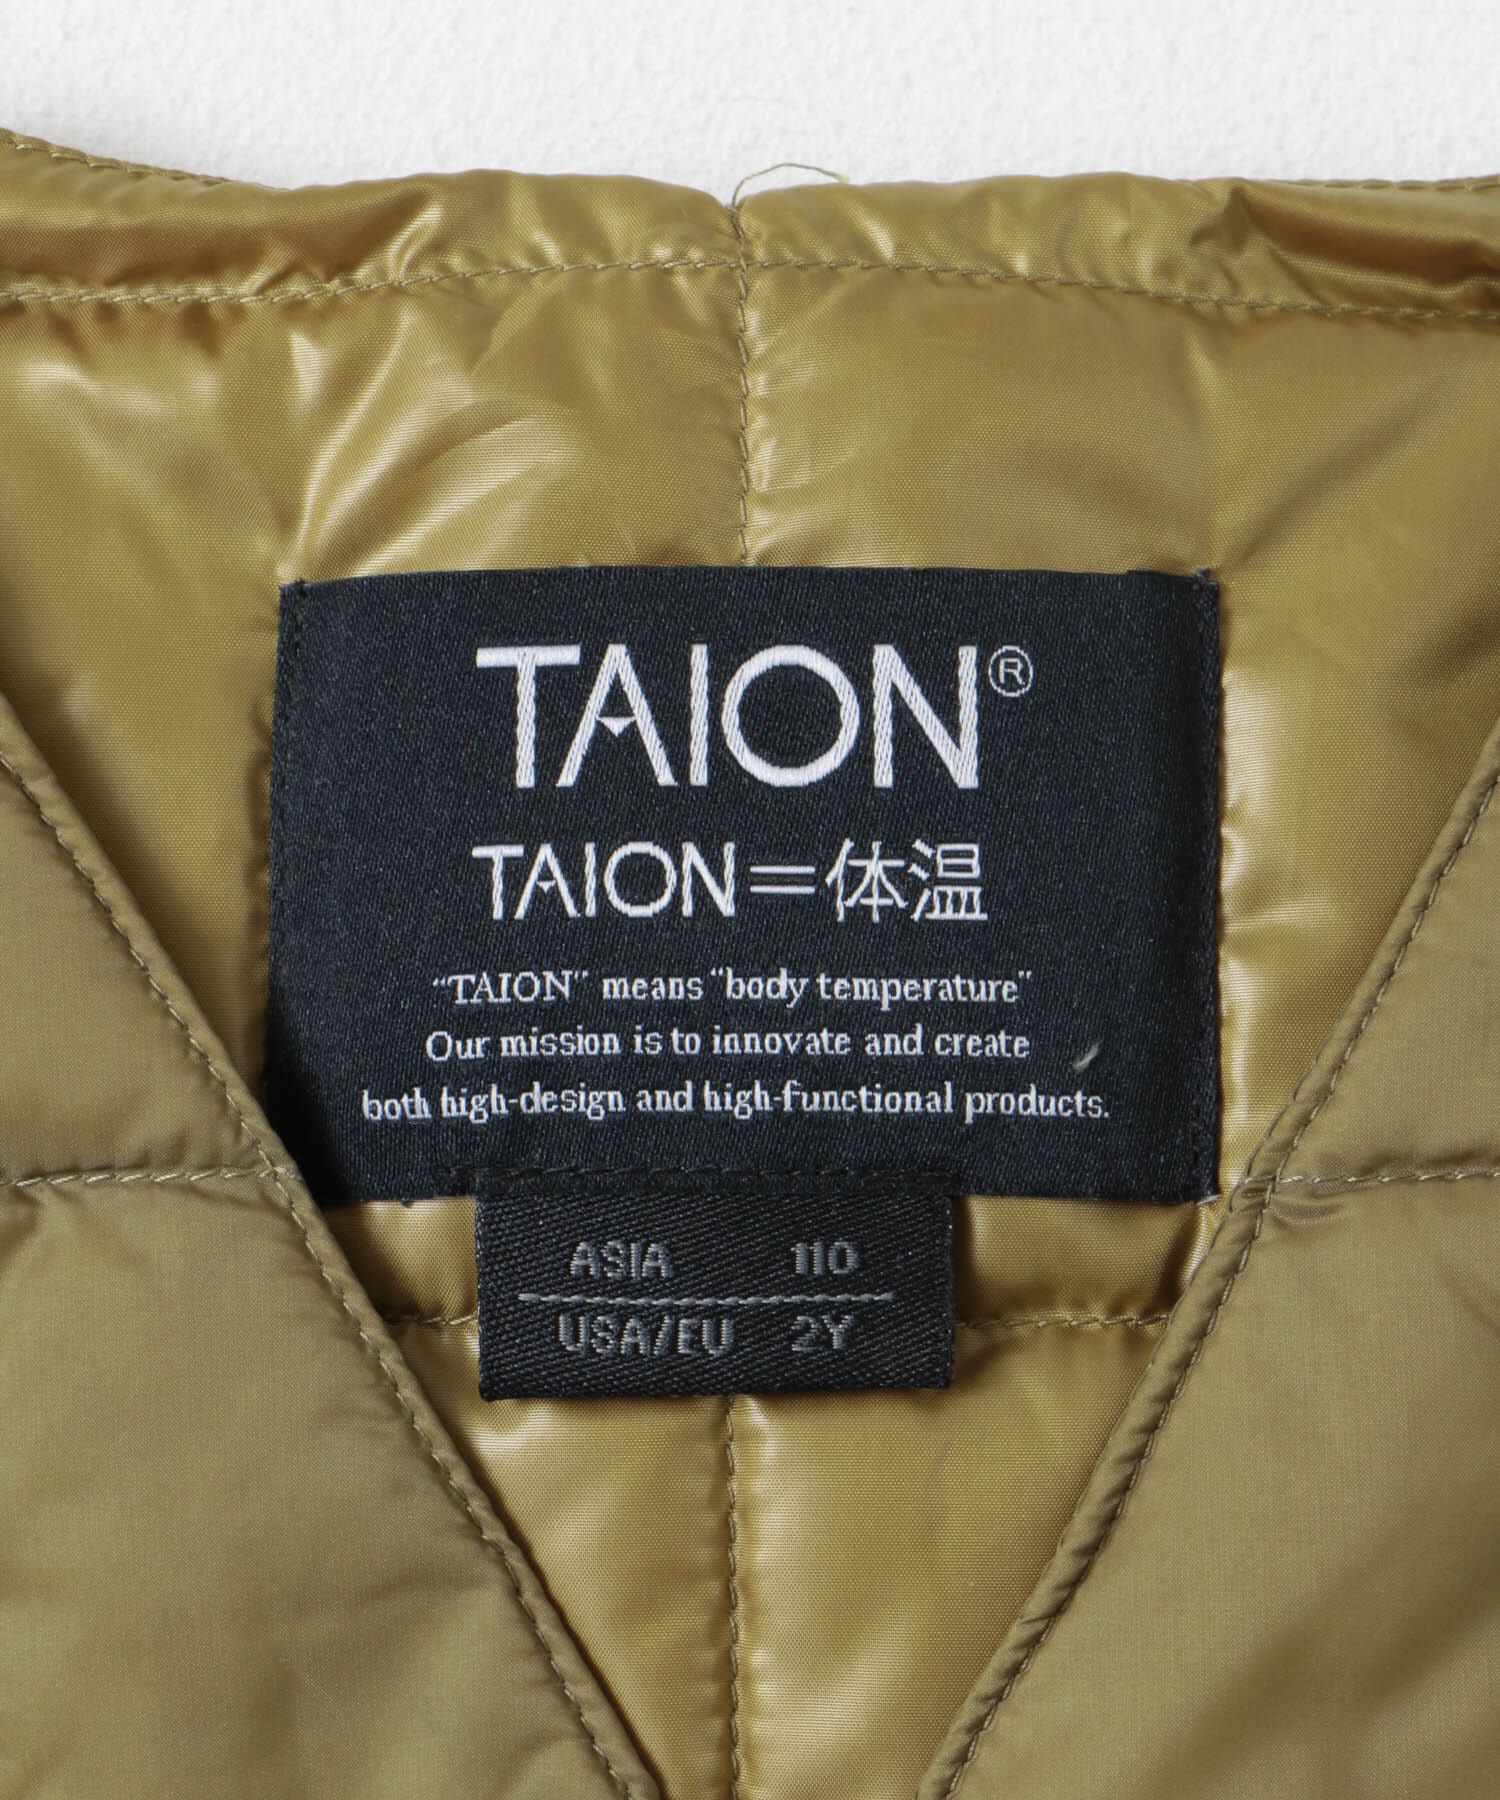 TAION®
TAION=体温
"TAION" means "body temperature"
Our mission is to innovate and create
both high-design and high-functional products.
ASIA 110
USA/EU 2Y